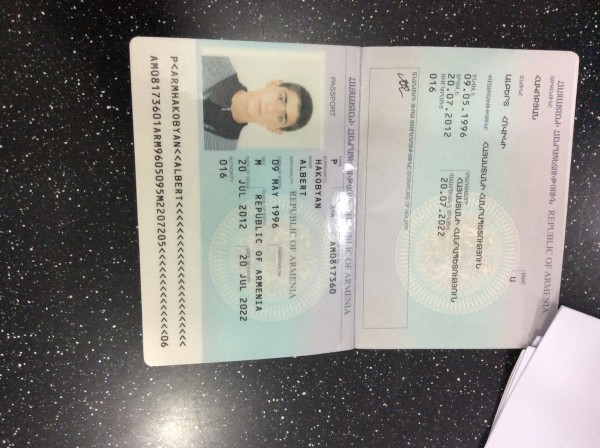 ՀԱՅԱՍՏԱՆԻ ՀԱՆՐԱՊԵՏՈՒԹՅՈՒՆ REPUBLIC OF ARMENIA
ՀԱԿՈԲՅԱՆ
ԱԼԲԵՐՏ
09.05.1996 ՀԱՅԱՍՏԱՆԻ ՀԱՆՐԱՊԵՏՈՒԹՅՈՒՆ
20.07.2012 20.07.2022
016
ՀԱՅԱՍՏԱՆԻ ՀԱՆՐԱՊԵՏՈՒԹՅՈՒՆ REPUBLIC OF ARMENIA
PASSPORT P AM0817360
HAKOBYAN
ALBERT
REPUBLIC OF ARMENIA
09 MAY 1996
M REPUBLIC OF ARMENIA
20 JUL 2012 20 JUL 2022
016
P<ARMHAKOBYAN<<ALBERT<<<<<<<<<<<<<<<<<<<<<<<
AM08173601ARM9605095M2207205<<<<<<<<<<<<<<06